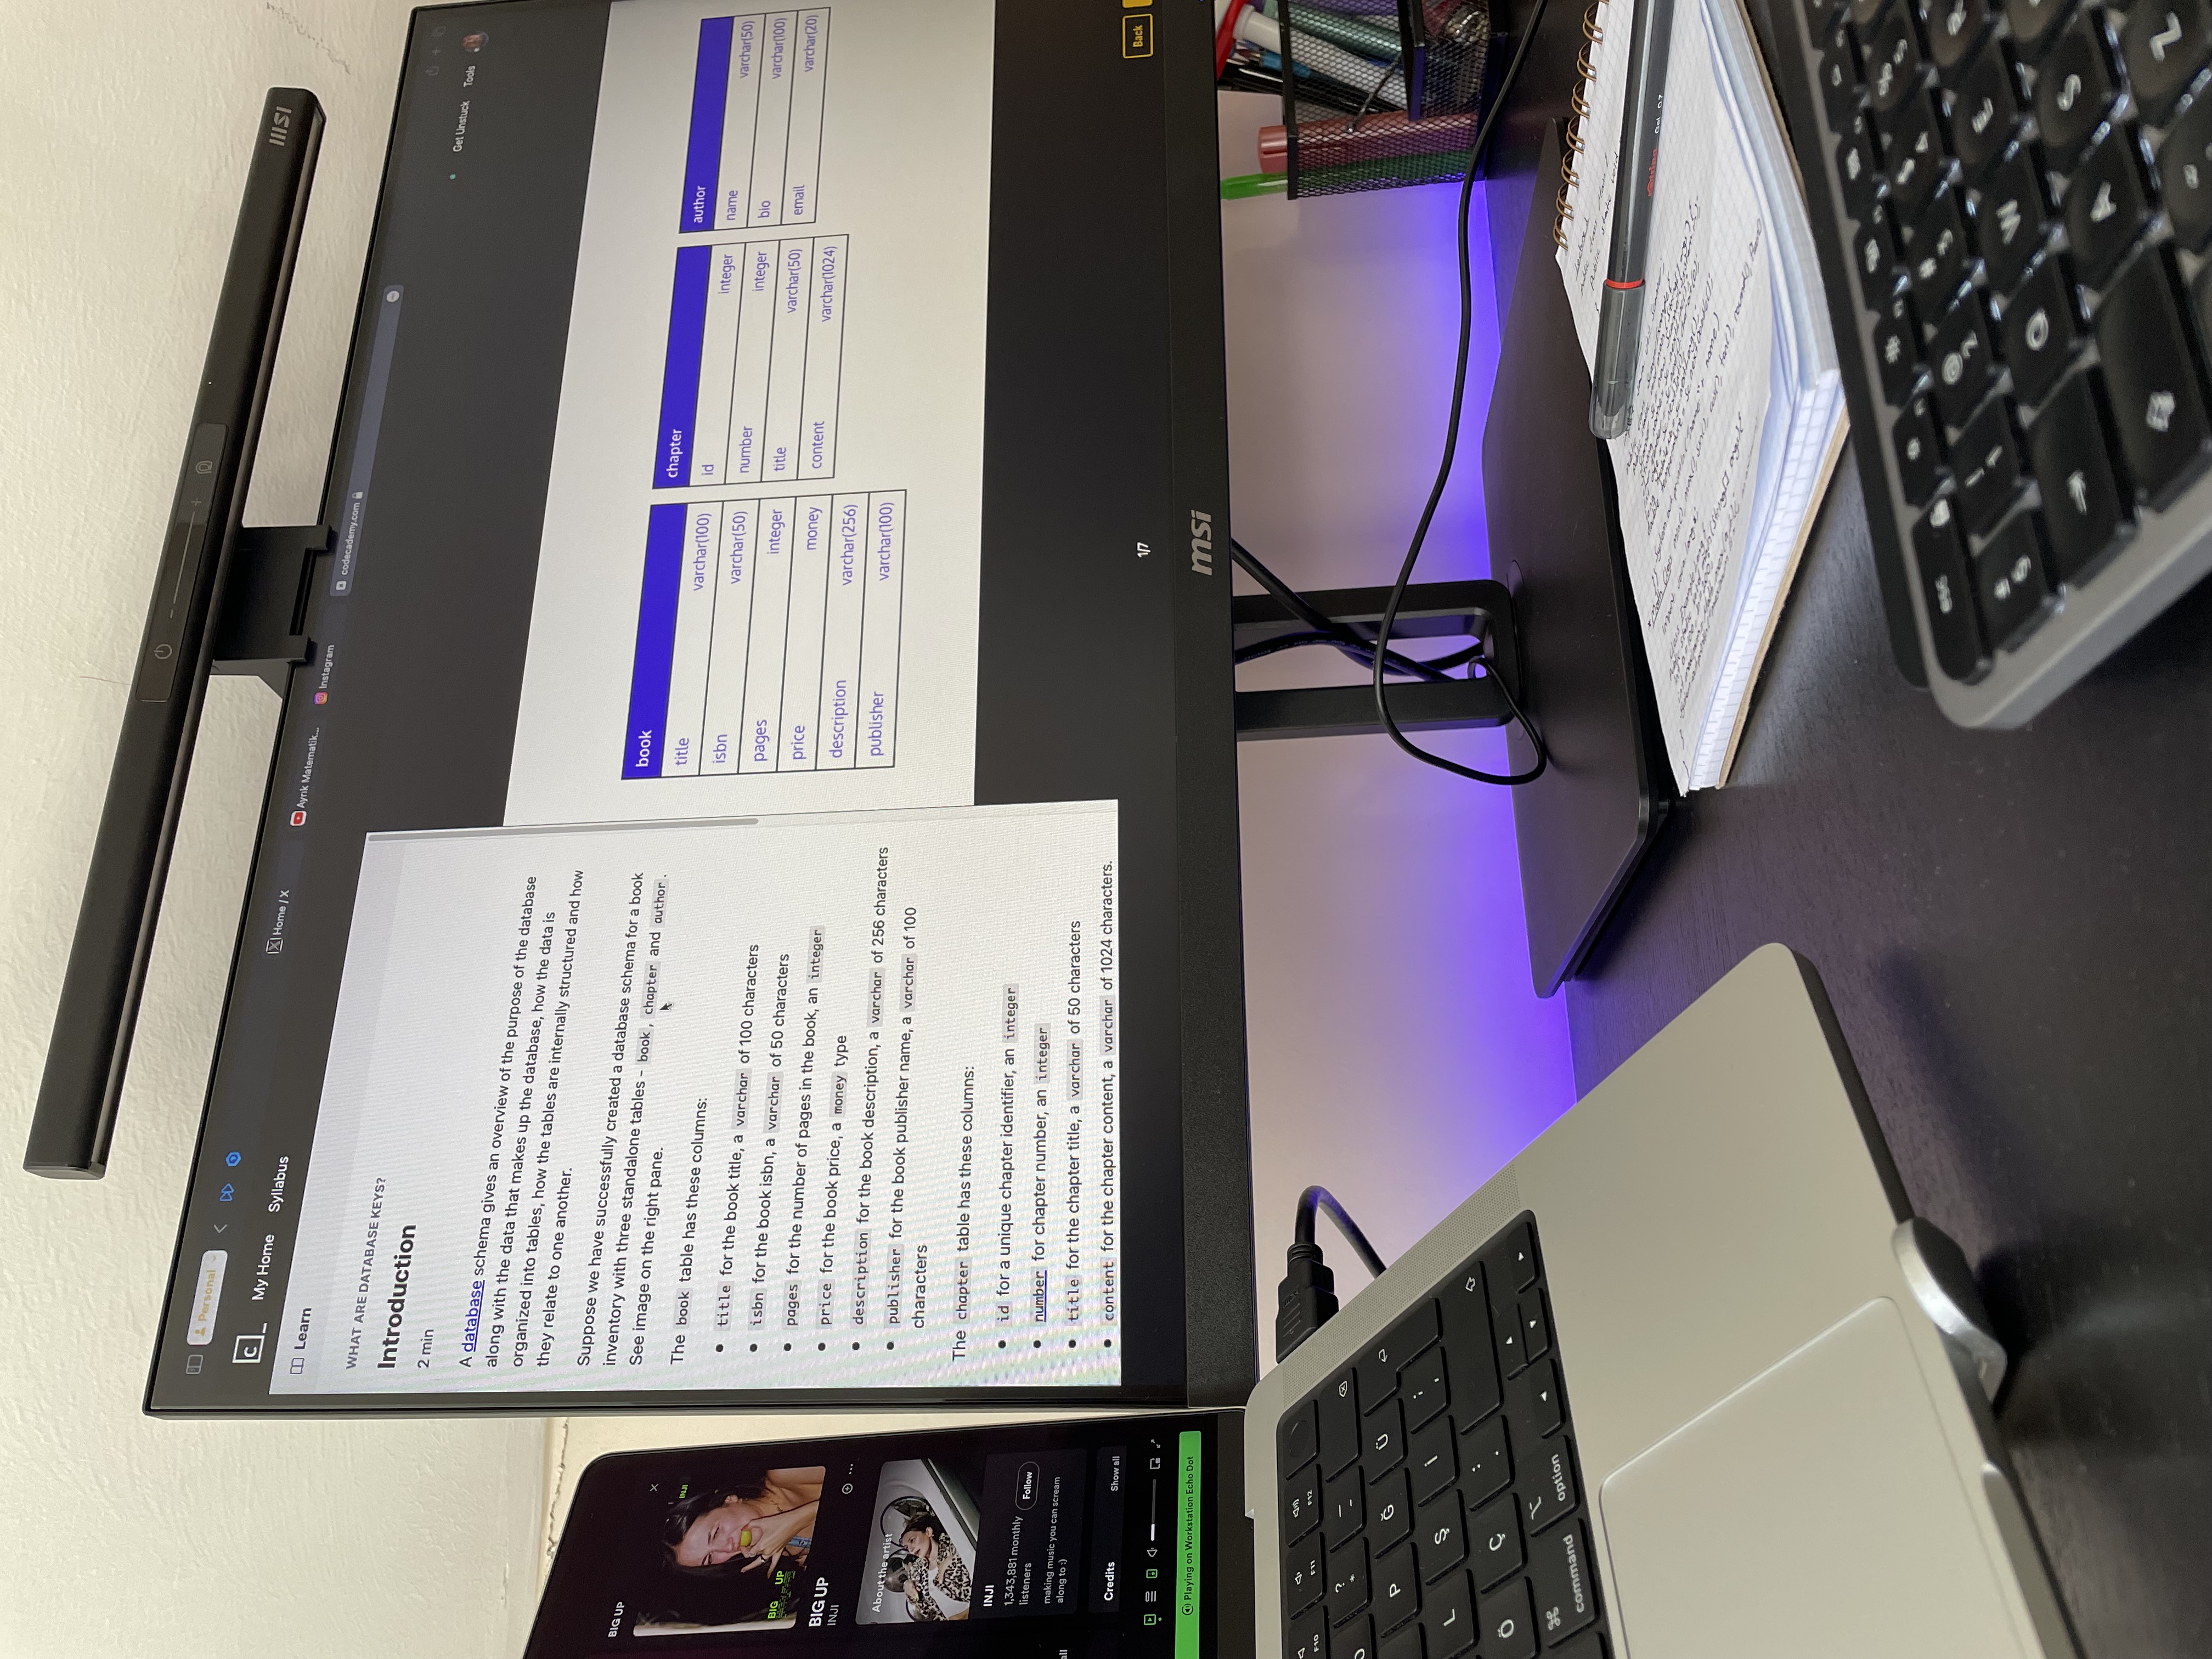 MSI
Personal
My Home
Syllabus
Home / X
Ayrık Matematik...
Instagram
codecademy.com
Get Unstuck
Tools
Learn
WHAT ARE DATABASE KEYS?
Introduction
2 min
A database schema gives an overview of the purpose of the database
along with the data that makes up the database, how the data is
organized into tables, how the tables are internally structured and how
they relate to one another.
Suppose we have successfully created a database schema for a book
inventory with three standalone tables - book, chapter and author.
See image on the right pane.
The book table has these columns:
• title for the book title, a varchar of 100 characters
• isbn for the book isbn, a varchar of 50 characters
• pages for the number of pages in the book, an integer
• price for the book price, a money type
• description for the book description, a varchar of 256 characters
• publisher for the book publisher name, a varchar of 100
characters
The chapter table has these columns:
• id for a unique chapter identifier, an integer
• number for chapter number, an integer
• title for the chapter title, a varchar of 50 characters
• content for the chapter content, a varchar of 1024 characters.
book
title varchar(100)
isbn varchar(50)
pages integer
price money
description varchar(256)
publisher varchar(100)
chapter
id integer
number integer
title varchar(50)
content varchar(1024)
author
name varchar(50)
bio varchar(100)
email varchar(20)
1/7
Back
msi
BIG UP
INJI
BIG UP
BIG UP
INJI
About the artist
INJI
1,343,881 monthly
listeners
Follow
making music you can scream
along to :)
Credits
Show all
Playing on Workstation Echo Dot
F10 F11 F12
? * — -
P Ğ Ü
L Ş İ ; ,
Ö Ç : .
command
option
Public static void
esc
Q W
A S
Z